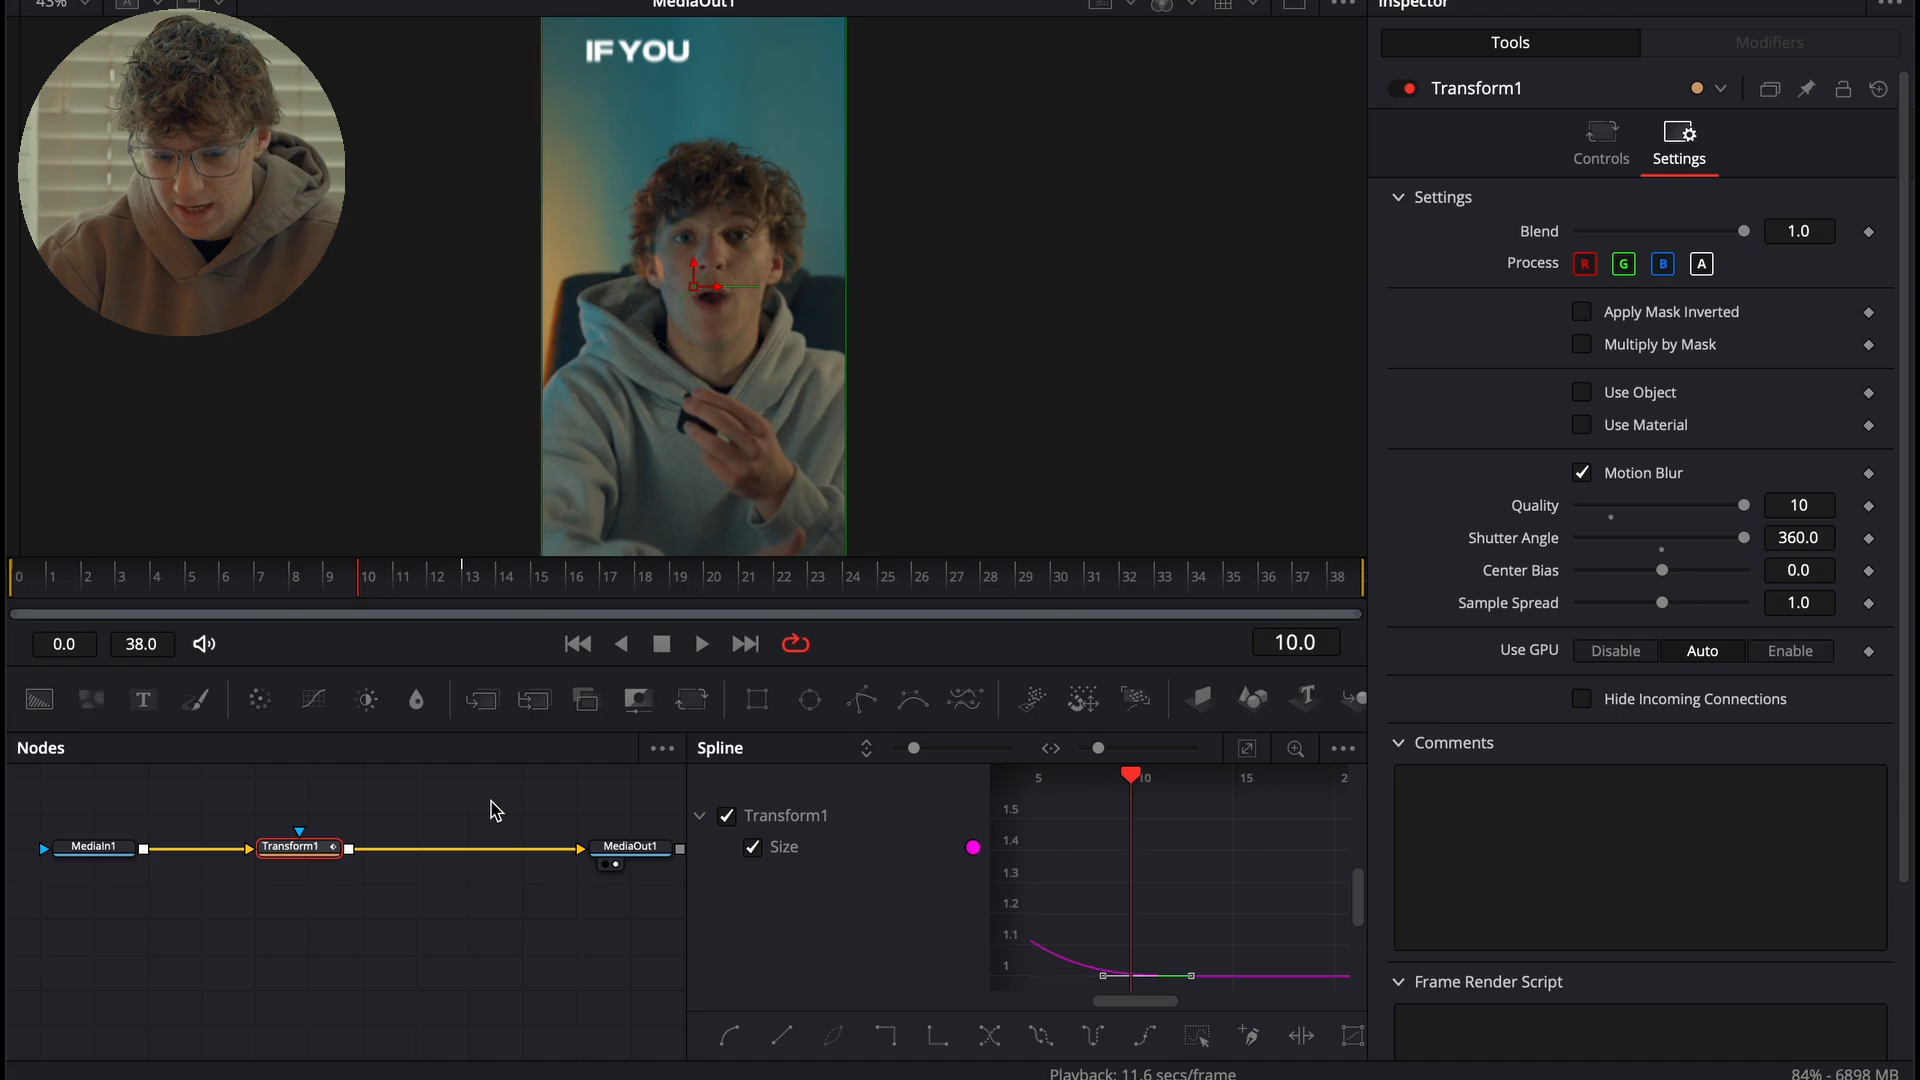 43%
A
MediaOut1
Inspector
IF YOU
Tools
Modifiers
Transform1
Controls
Settings
Settings
Blend
1.0
Process
R
G
B
A
Apply Mask Inverted
Multiply by Mask
Use Object
Use Material
Motion Blur
Quality
10
Shutter Angle
360.0
Center Bias
0.0
Sample Spread
1.0
Use GPU
Disable
Auto
Enable
Hide Incoming Connections
Comments
Frame Render Script
0 1 2 3 4 5 6 7 8 9 10 11 12 13 14 15 16 17 18 19 20 21 22 23 24 25 26 27 28 29 30 31 32 33 34 35 36 37 38
0.0
38.0
10.0
T
T
Nodes
Spline
MediaIn1
Transform1
MediaOut1
Transform1
Size
5
10
15
2
1.5
1.4
1.3
1.2
1.1
1
Playback: 11.6 secs/frame
84% - 6898 MB